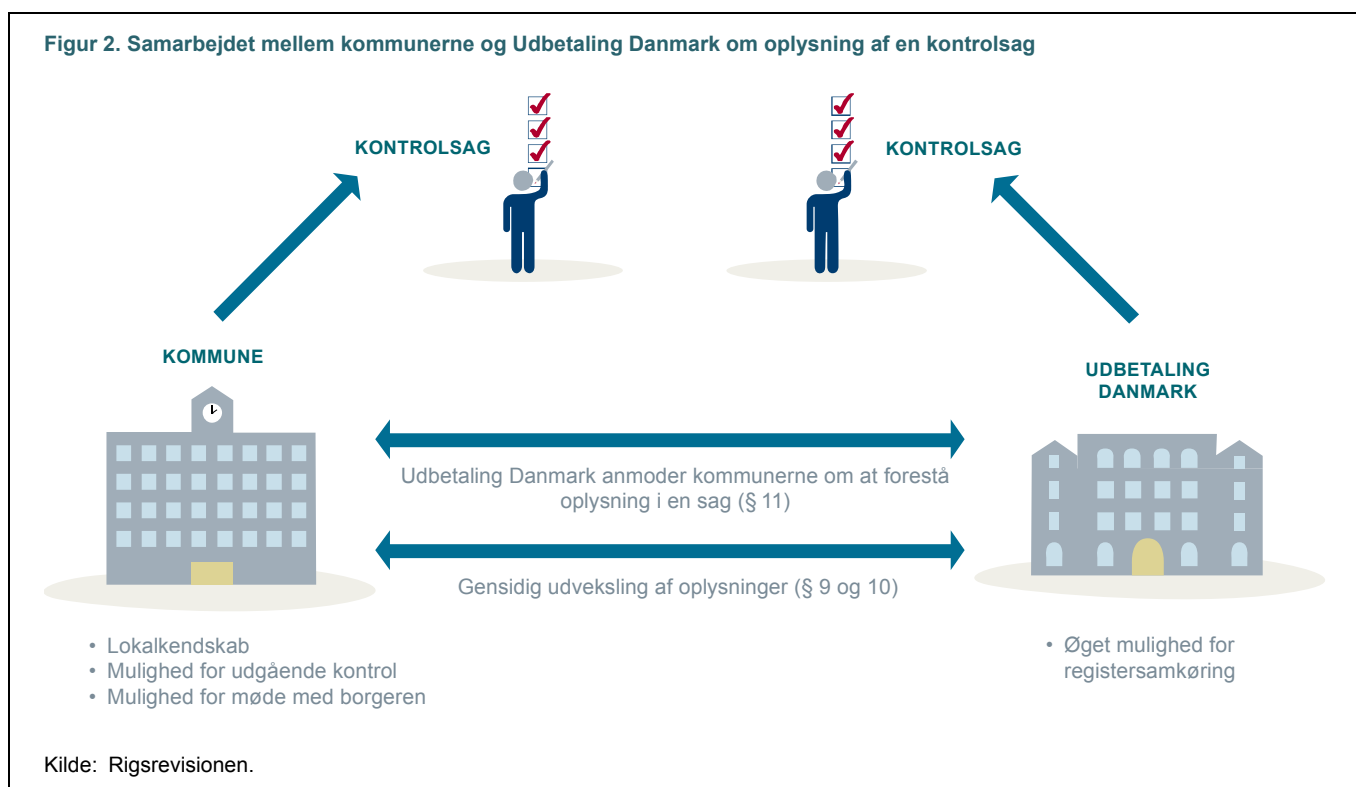 Figur 2. Samarbejdet mellem kommunerne og Udbetaling Danmark om oplysning af en kontrolsag
KONTROLSAG
KONTROLSAG
KOMMUNE
UDBETALING
DANMARK
Udbetaling Danmark anmoder kommunerne om at forestå
oplysning i en sag (§ 11)
Gensidig udveksling af oplysninger (§ 9 og 10)
• Lokalkendskab
• Mulighed for udgående kontrol
• Mulighed for møde med borgeren
• Øget mulighed for
registersamkøring
Kilde: Rigsrevisionen.